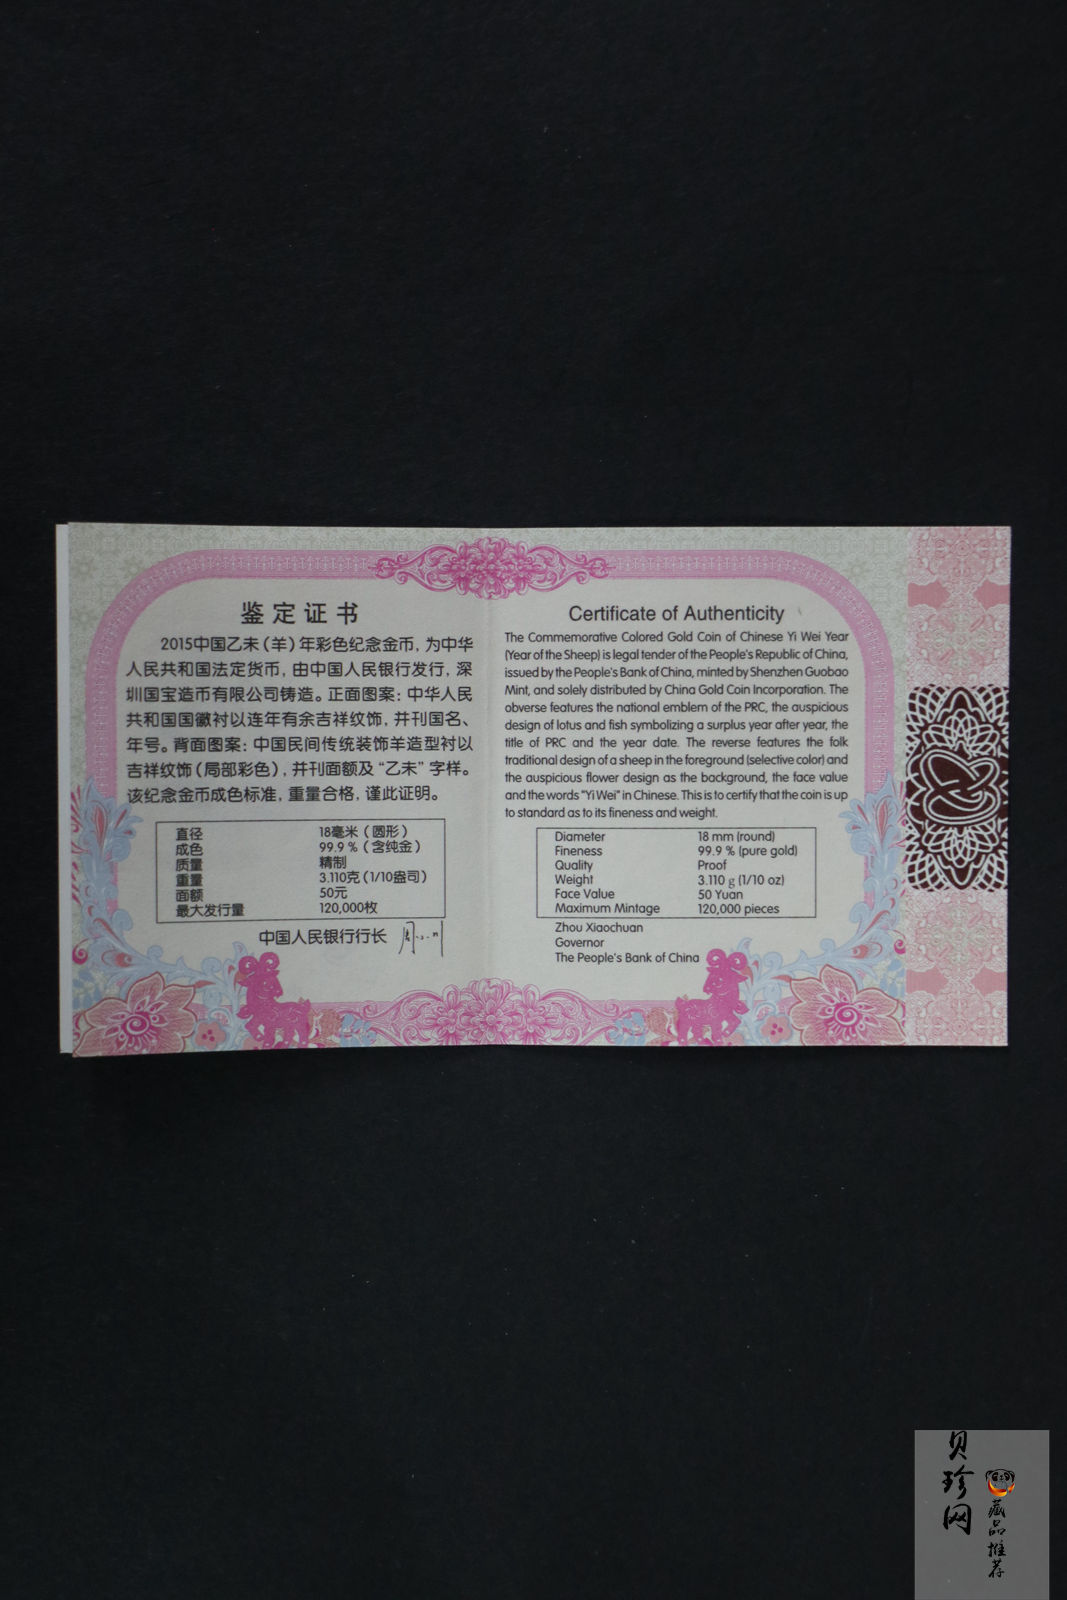 鉴定证书
2015中国乙未（羊）年彩色纪念金币，为中华
人民共和国法定货币，由中国人民银行发行，深
圳国宝造币有限公司铸造。正面图案：中华人民
共和国国徽衬以连年有余吉祥纹饰，并刊国名、
年号。背面图案：中国民间传统装饰羊造型衬以
吉祥纹饰（局部彩色），并刊面额及“乙未”字样。
该纪念金币成色标准，重量合格，谨此证明。
直径 18毫米（圆形）
成色 99.9 %（含纯金）
质量 精制
重量 3.110克（1/10盎司）
面额 50元
最大发行量 120,000枚
中国人民银行行长
Certificate of Authenticity
The Commemorative Colored Gold Coin of Chinese Yi Wei Year
(Year of the Sheep) is legal tender of the People's Republic of China,
issued by the People's Bank of China, minted by Shenzhen Guobao
Mint, and solely distributed by China Gold Coin Incorporation. The
obverse features the national emblem of the PRC, the auspicious
design of lotus and fish symbolizing a surplus year after year, the
title of PRC and the year date. The reverse features the folk
traditional design of a sheep in the foreground (selective color) and
the auspicious flower design as the background, the face value
and the words "Yi Wei" in Chinese. This is to certify that the coin is up
to standard as to its fineness and weight.
Diameter 18 mm (round)
Fineness 99.9 % (pure gold)
Quality Proof
Weight 3.110 g (1/10 oz)
Face Value 50 Yuan
Maximum Mintage 120,000 pieces
Zhou Xiaochuan
Governor
The People's Bank of China
贝珍网
藏品推荐